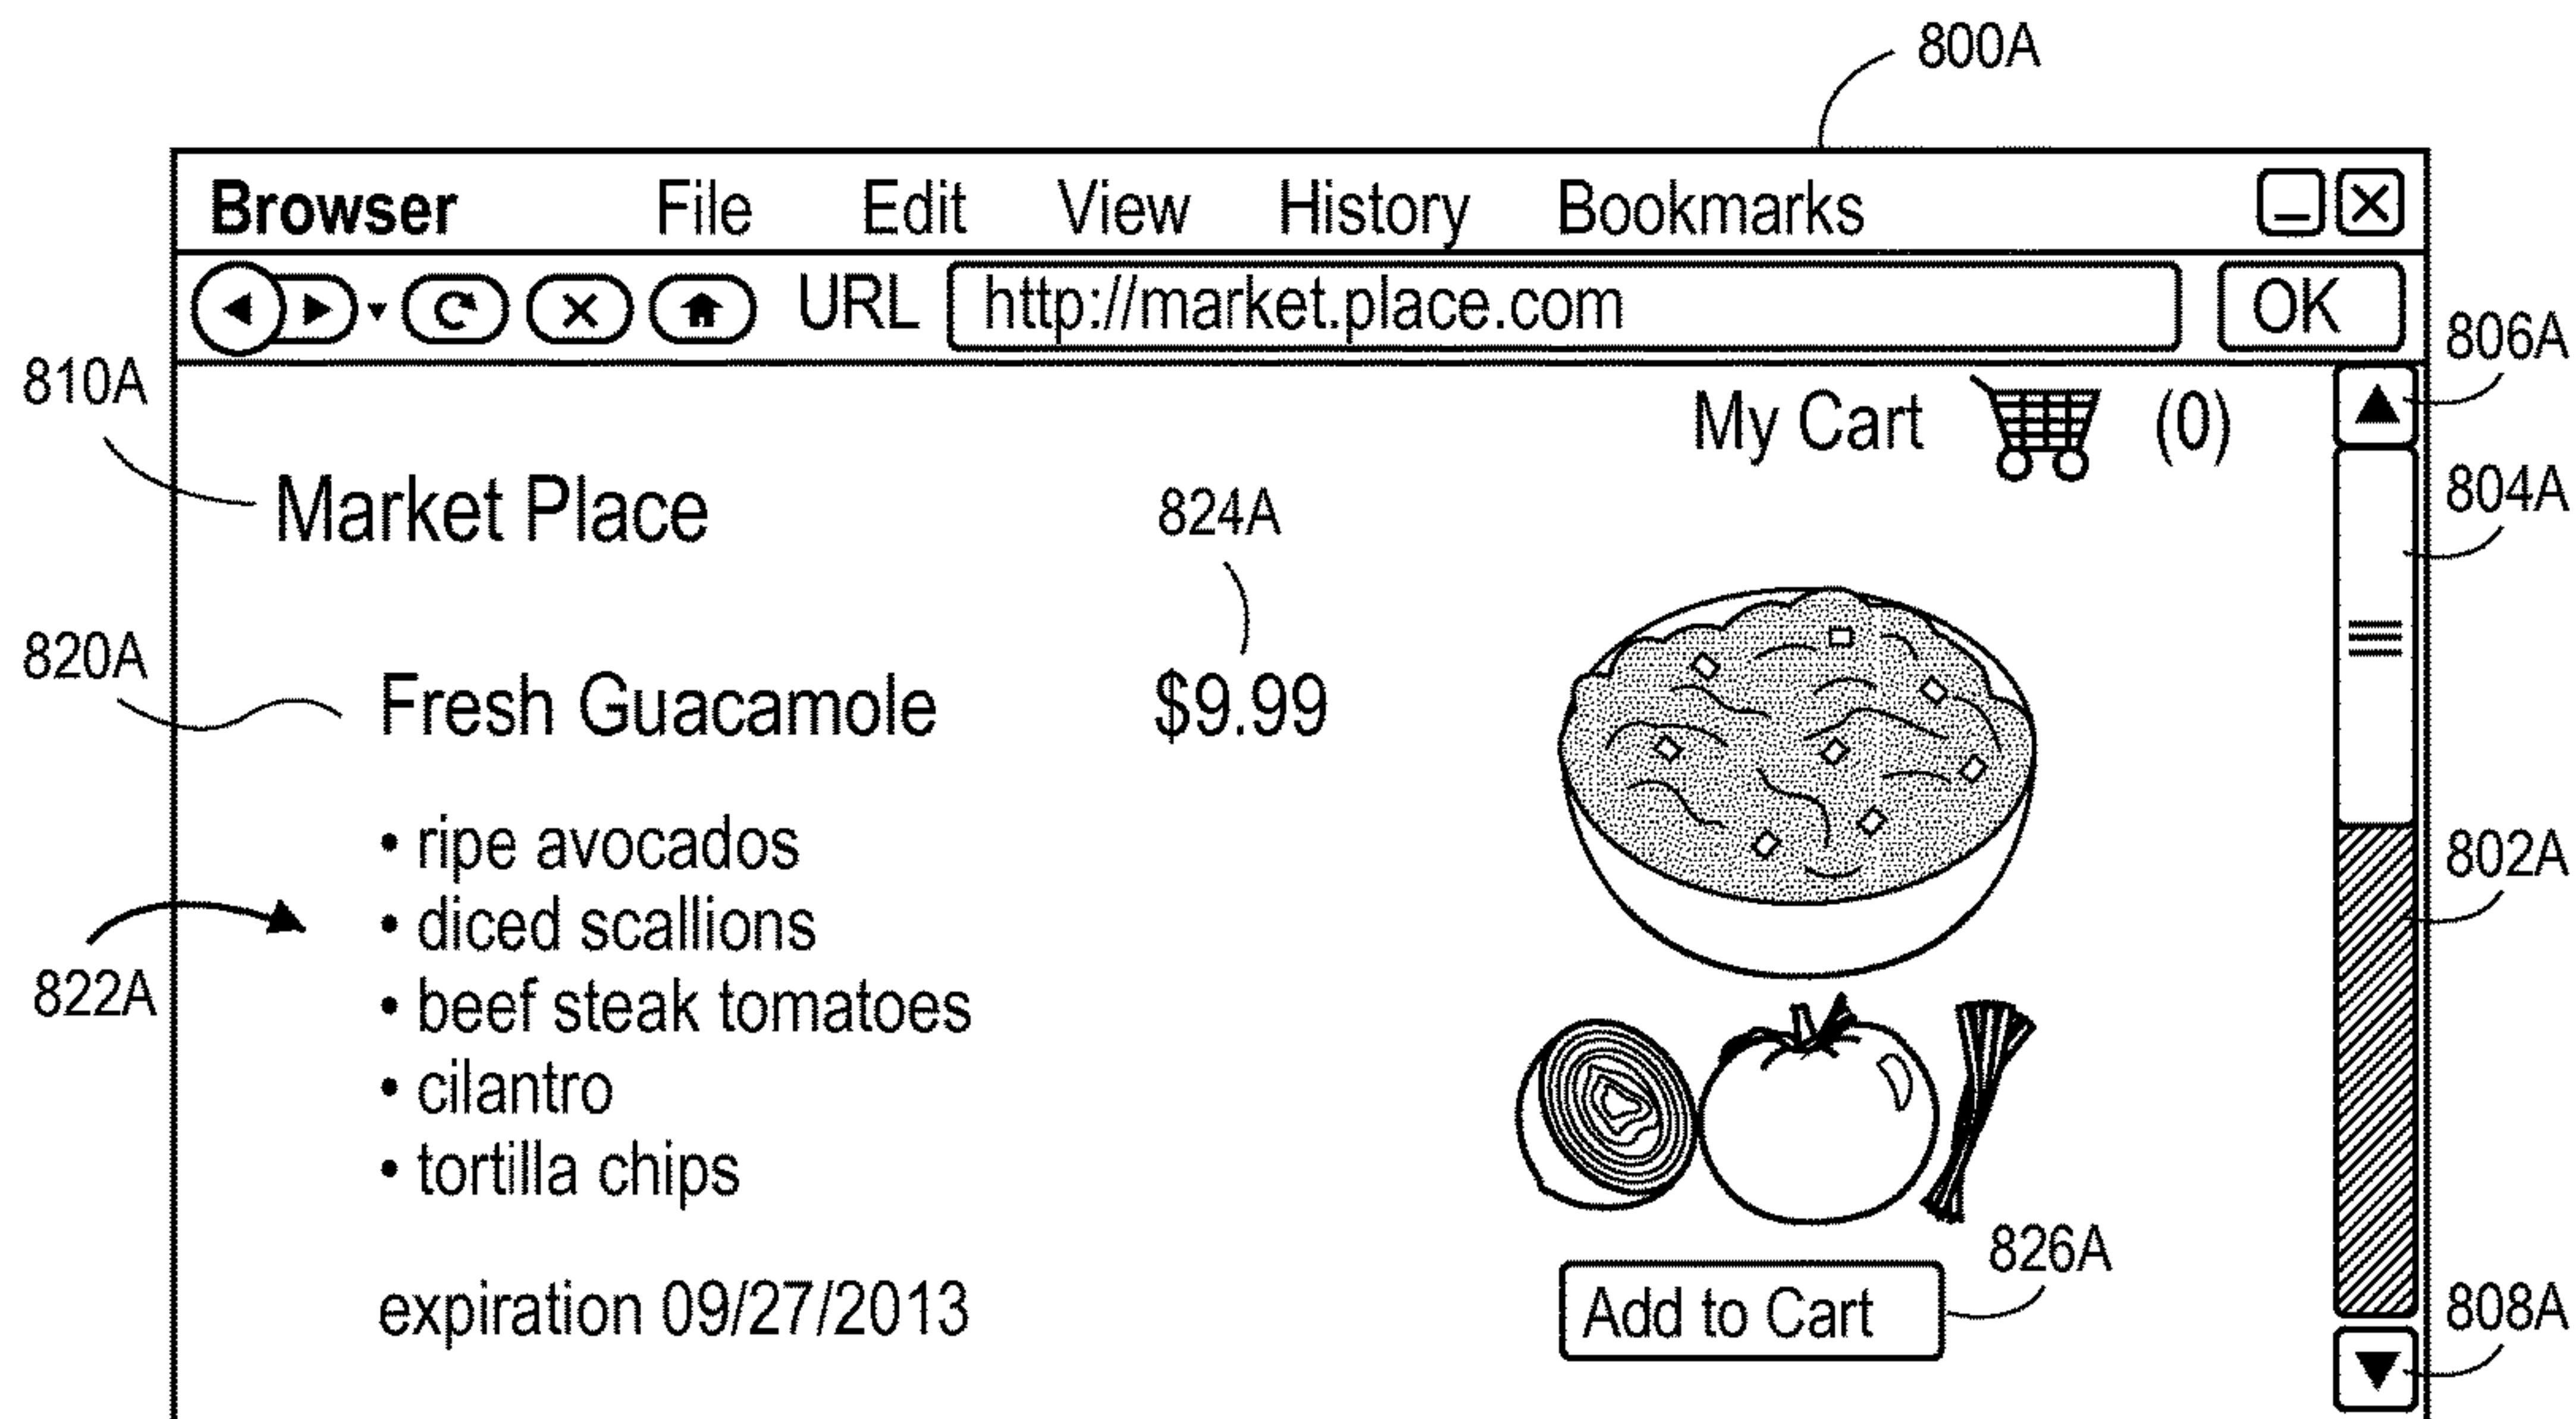 800A
Browser File Edit View History Bookmarks
URL http://market.place.com OK
806A
810A
My Cart (0)
804A
Market Place
824A
820A
Fresh Guacamole $9.99
• ripe avocados
802A
• diced scallions
822A
• beef steak tomatoes
• cilantro
• tortilla chips
826A
expiration 09/27/2013
Add to Cart
808A